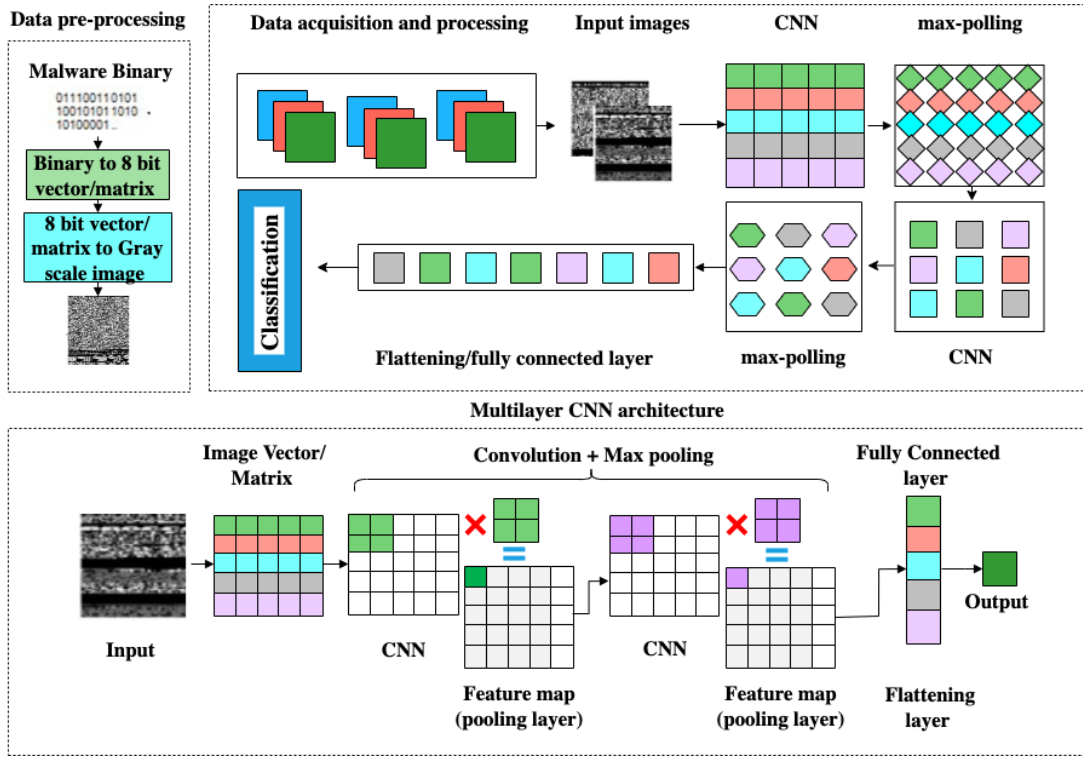 Data pre-processing
Malware Binary
011100110101
100101011010
10100001..
Binary to 8 bit
vector/matrix
8 bit vector/
matrix to Gray
scale image
Data acquisition and processing
Input images
CNN
max-polling
Classification
Flattening/fully connected layer
max-polling
CNN
Multilayer CNN architecture
Image Vector/
Matrix
Convolution + Max pooling
Fully Connected
layer
Input
CNN
Feature map
(pooling layer)
CNN
Feature map
(pooling layer)
Output
Flattening
layer